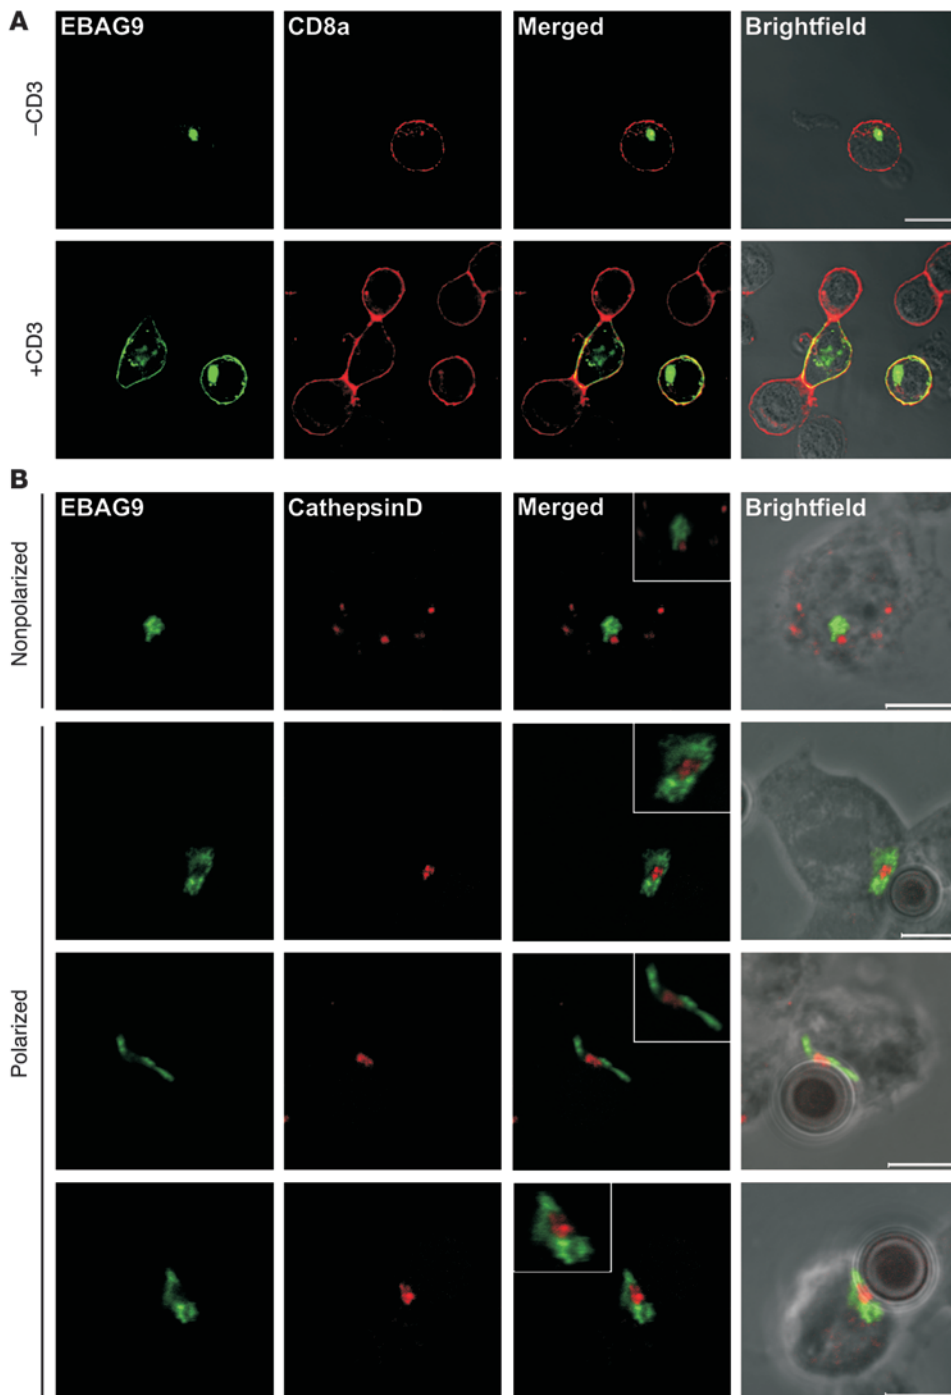 A
EBAG9 CD8a Merged Brightfield
–CD3
+CD3
B
EBAG9 CathepsinD Merged Brightfield
Nonpolarized
Polarized